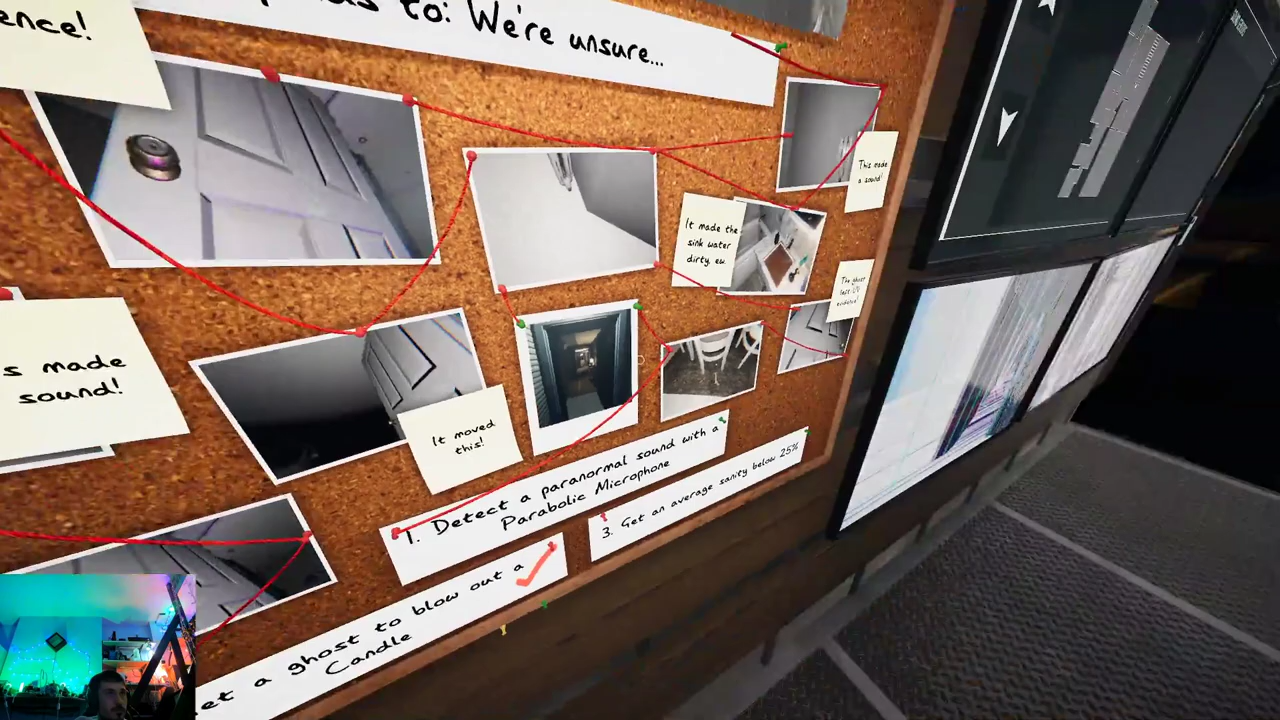 ence!
to: We're unsure...
This made
a sound!
It made the
sink water
dirty, ew.
The ghost
left UV
evidence!
s made
sound!
It moved
this!
1. Detect a paranormal sound with a
Parabolic Microphone
3. Get an average sanity below 25%
et a ghost to blow out a
Candle